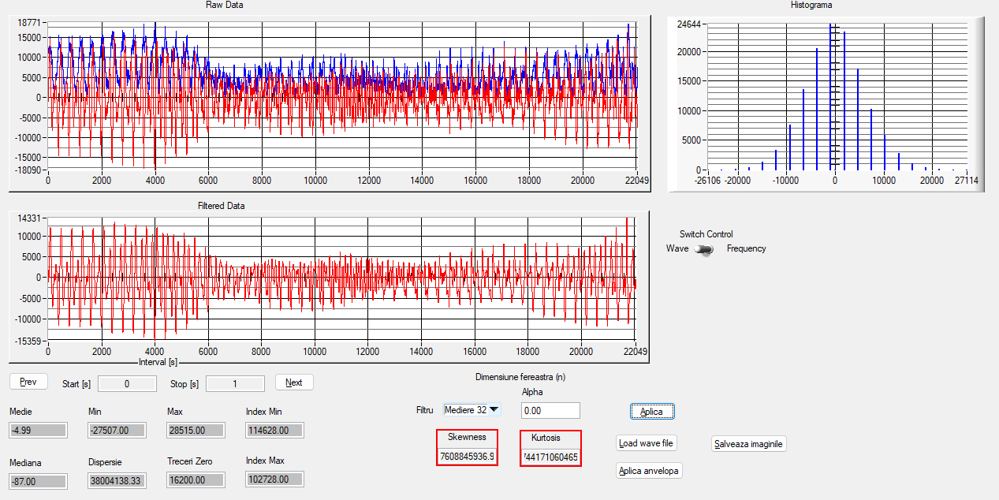 Raw Data
18771
15000
10000
5000
0
-5000
-10000
-15000
-18090
0 2000 4000 6000 8000 10000 12000 14000 16000 18000 20000 22049
Histograma
24644
20000
15000
10000
5000
0
-26106 -20000 -10000 0 10000 20000 27114
Filtered Data
14331
10000
5000
0
-5000
-10000
-15359
0 2000 4000 6000 8000 10000 12000 14000 16000 18000 20000 22049
Switch Control
Wave Frequency
Interval [s]
Prev Start [s] 0 Stop [s] 1 Next
Dimensiune fereastra (n)
Alpha
Filtru Mediere 32 0.00 Aplica
Medie Min Max Index Min
-4.99 -27507.00 28515.00 114628.00
Skewness Kurtosis
7608845936.9 744171060465
Load wave file Salveaza imaginile
Mediana Dispersie Treceri Zero Index Max
-87.00 38004138.33 16200.00 102728.00
Aplica anvelopa